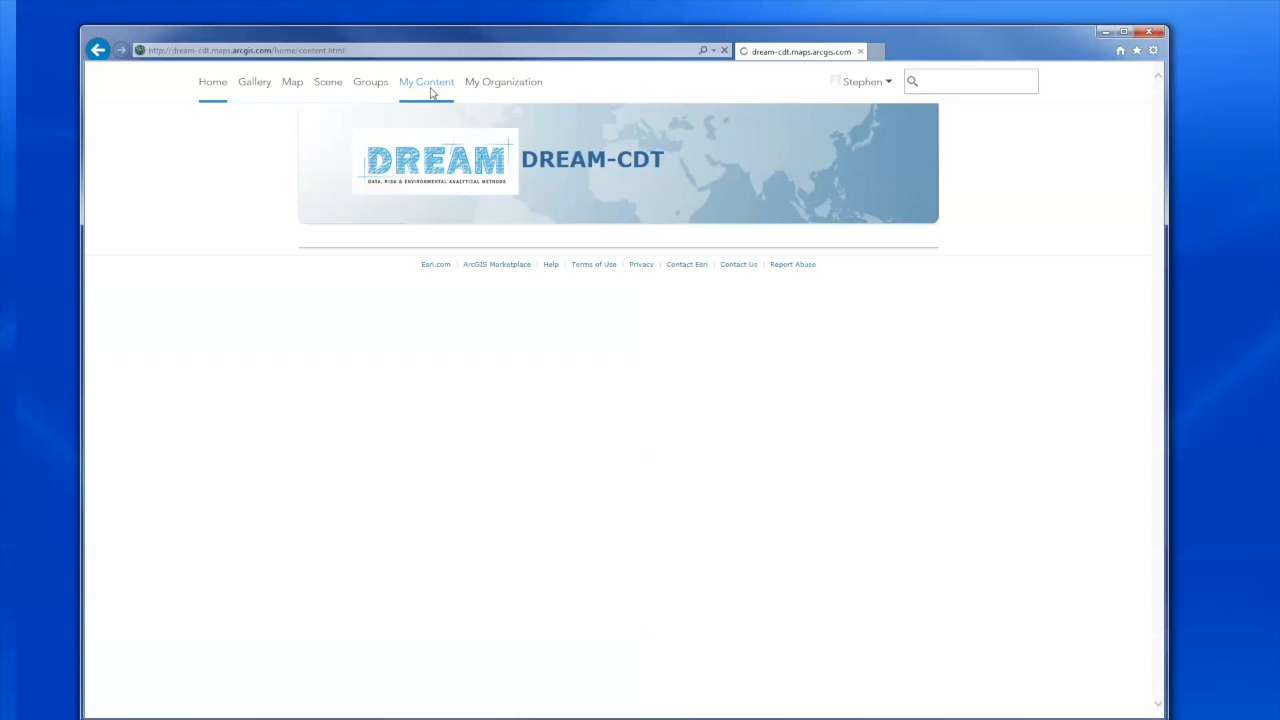 http://dream-cdt.maps.arcgis.com/home/content.html
dream-cdt.maps.arcgis.com
Home Gallery Map Scene Groups My Content My Organization Stephen
DREAM
DATA, RISK & ENVIRONMENTAL ANALYTICAL METHODS
DREAM-CDT
Esri.com | ArcGIS Marketplace | Help | Terms of Use | Privacy | Contact Esri | Contact Us | Report Abuse